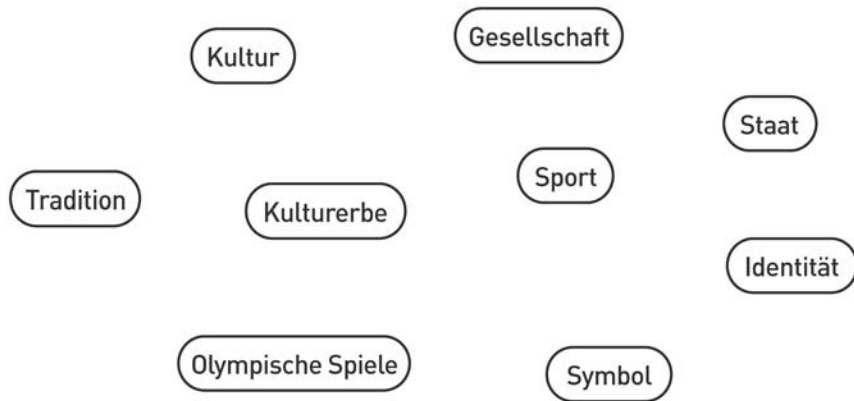 Gesellschaft
Kultur
Staat
Sport
Tradition
Kulturerbe
Identität
Olympische Spiele
Symbol